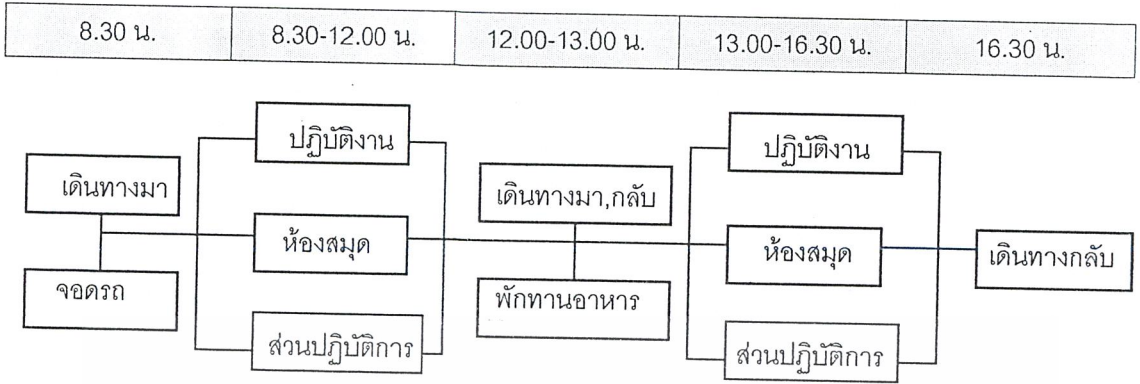 8.30 น.
8.30-12.00 น.
12.00-13.00 น.
13.00-16.30 น.
16.30 น.
เดินทางมา
จอดรถ
ปฏิบัติงาน
ห้องสมุด
ส่วนปฏิบัติการ
เดินทางมา,กลับ
พักทานอาหาร
ปฏิบัติงาน
ห้องสมุด
ส่วนปฏิบัติการ
เดินทางกลับ